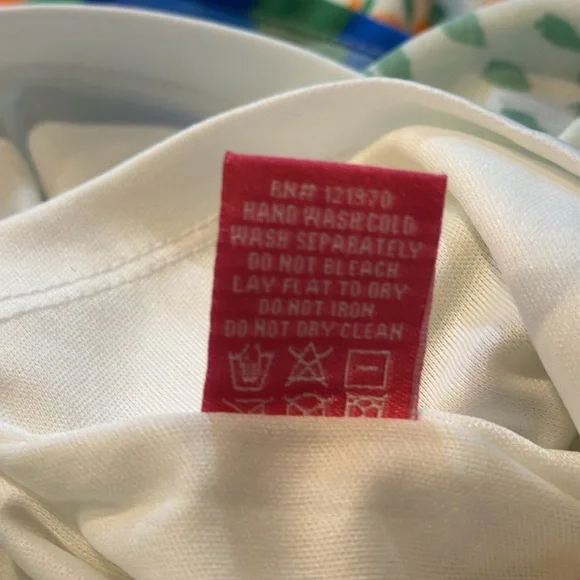 RN# 121970
HAND WASH COLD
WASH SEPARATELY
DO NOT BLEACH
LAY FLAT TO DRY
DO NOT IRON
DO NOT DRY CLEAN